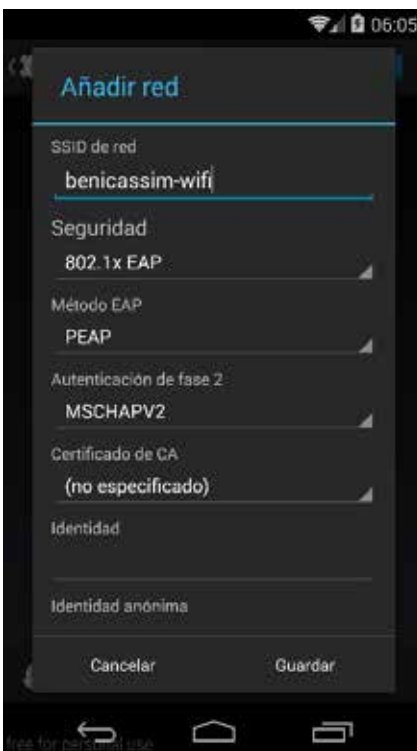 06:05
Añadir red
SSID de red
benicassim-wifi
Seguridad
802.1x EAP
Método EAP
PEAP
Autenticación de fase 2
MSCHAPV2
Certificado de CA
(no especificado)
Identidad
Identidad anónima
Cancelar
Guardar
free for personal use